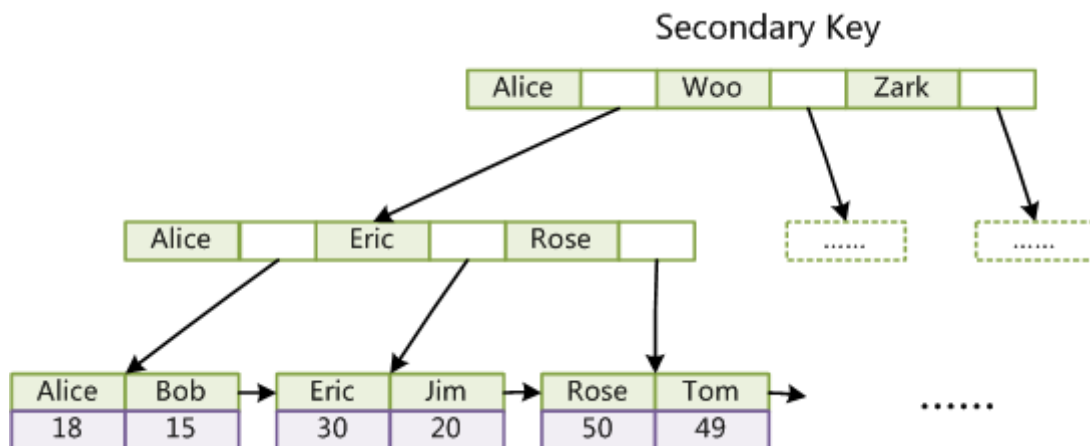 Secondary Key
Alice Woo Zark
Alice Eric Rose
...... ......
Alice Bob Eric Jim Rose Tom
18 15 30 20 50 49
......